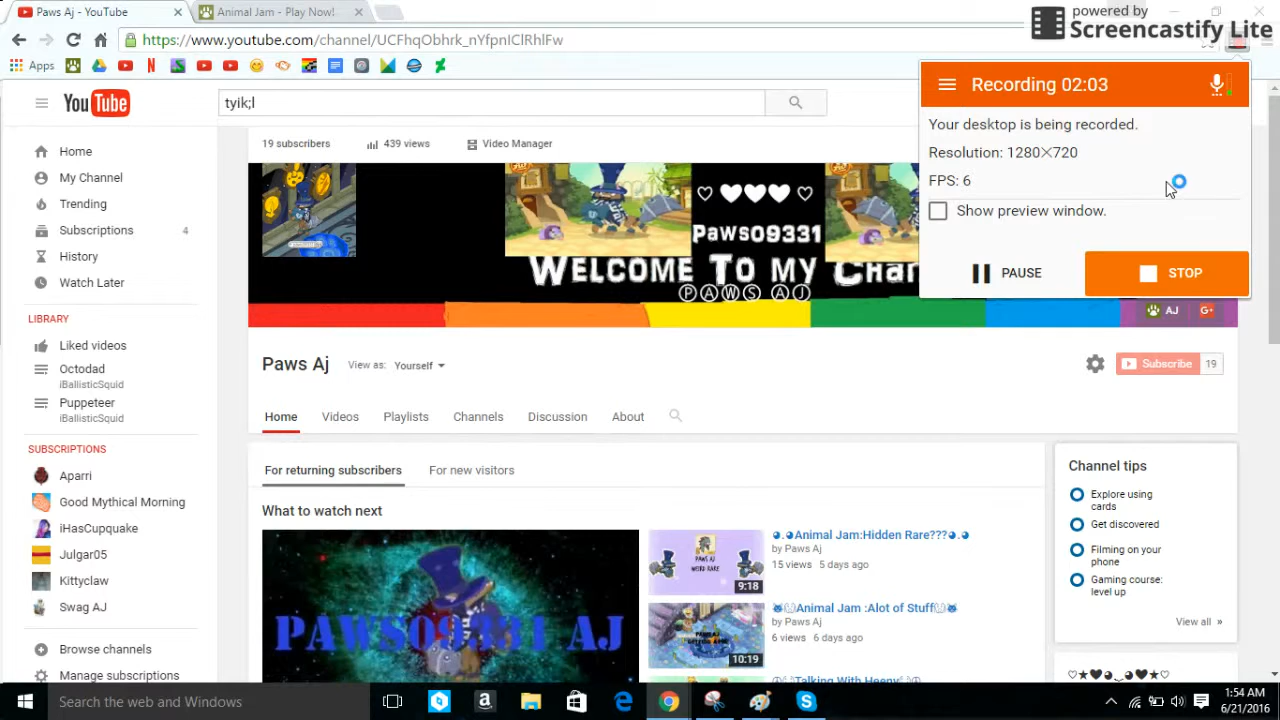 Paws Aj - YouTube
Animal Jam - Play Now!
powered by
Screencastify Lite
Apps
YouTube
tyik;l
Recording 02:03
Your desktop is being recorded.
Resolution: 1280×720
FPS: 6
Show preview window.
PAUSE
STOP
Home
My Channel
Trending
Subscriptions 4
History
Watch Later
LIBRARY
Liked videos
Octodad
iBallisticSquid
Puppeteer
iBallisticSquid
SUBSCRIPTIONS
Aparri
Good Mythical Morning
iHasCupquake
Julgar05
Kittyclaw
Swag AJ
Browse channels
Manage subscriptions
19 subscribers
439 views
Video Manager
♡♥♥♥♡
Paws09331
WELCOME TO MY
PAWS AJ
AJ
Paws Aj
View as: Yourself
Subscribe 19
Home Videos Playlists Channels Discussion About
For returning subscribers
For new visitors
What to watch next
PAWS09331 AJ
PAWS AJ
WEIRD RARE
9:18
Animal Jam:Hidden Rare???
by Paws Aj
15 views 5 days ago
10:19
Animal Jam :Alot of Stuff
by Paws Aj
6 views 6 days ago
Talking With Heeny
Channel tips
Explore using
cards
Get discovered
Filming on your
phone
Gaming course:
level up
View all »
Search the web and Windows
1:54 AM
6/21/2016